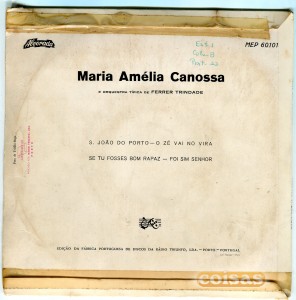 Alvorada
MEP 60101
Maria Amélia Canossa
E ORQUESTRA TÍPICA DE FERRER TRINDADE
S. JOÃO DO PORTO — O ZÉ VAI NO VIRA
SE TU FOSSES BOM RAPAZ — FOI SIM SENHOR
EDIÇÃO DA FÁBRICA PORTUGUESA DE DISCOS DA RÁDIO TRIUNFO, LDA. — PORTO — PORTUGAL
coisas